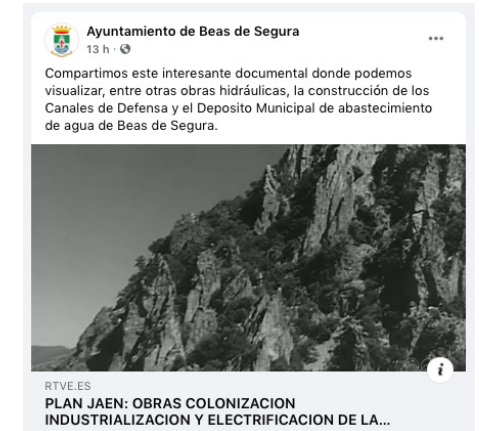 Ayuntamiento de Beas de Segura
13 h ·
Compartimos este interesante documental donde podemos
visualizar, entre otras obras hidráulicas, la construcción de los
Canales de Defensa y el Deposito Municipal de abastecimiento
de agua de Beas de Segura.
RTVE.ES
PLAN JAEN: OBRAS COLONIZACION
INDUSTRIALIZACION Y ELECTRIFICACION DE LA...